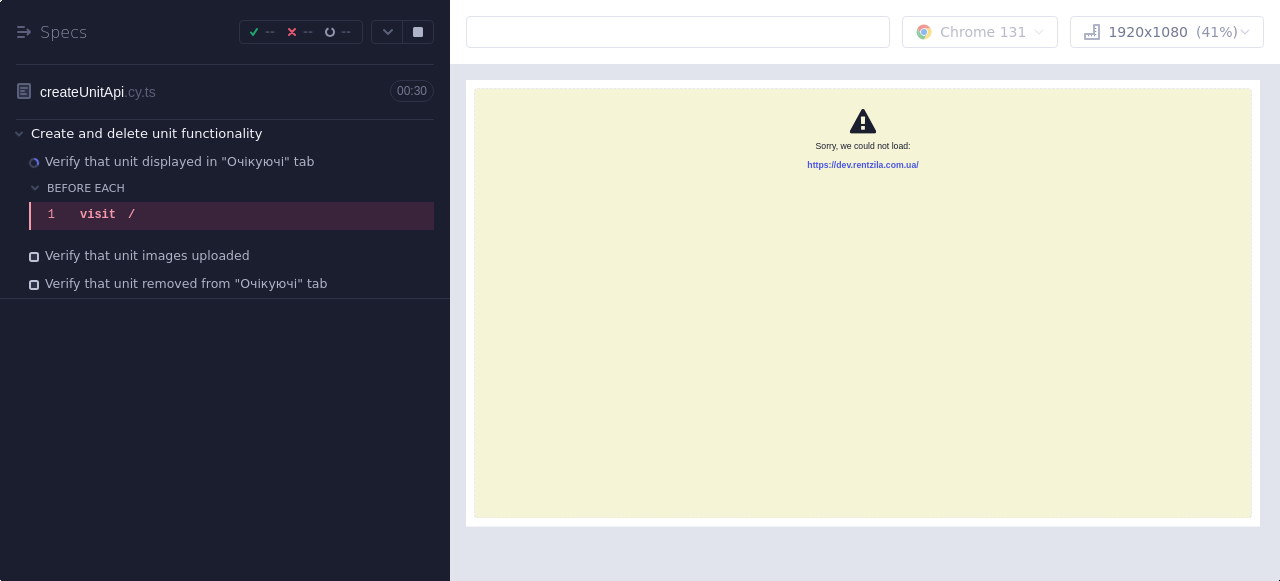 Specs
-- -- --
Chrome 131
1920x1080 (41%)
createUnitApi.cy.ts
00:30
Create and delete unit functionality
Verify that unit displayed in "Очікуючі" tab
BEFORE EACH
1 visit /
Verify that unit images uploaded
Verify that unit removed from "Очікуючі" tab
Sorry, we could not load:
https://dev.rentzila.com.ua/